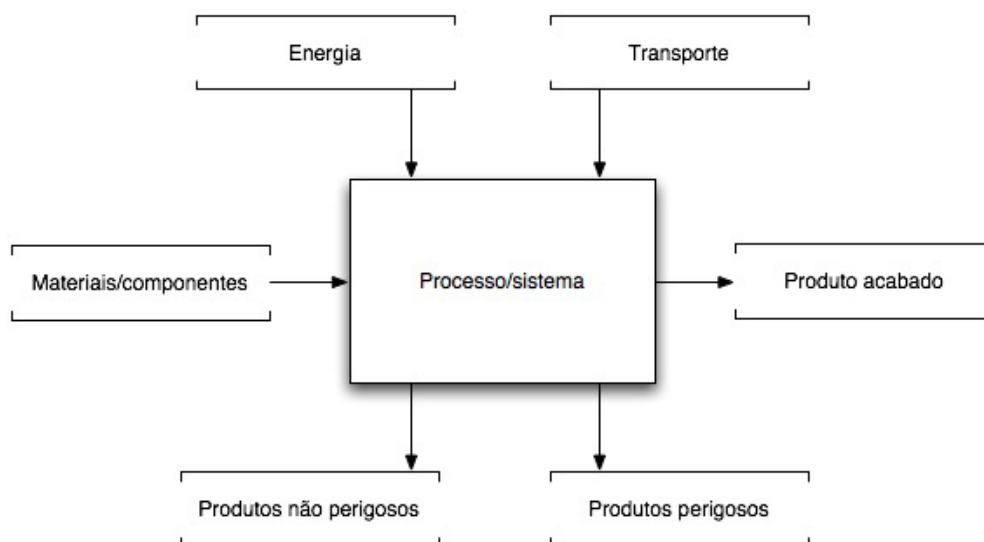 Energia
Transporte
Materiais/componentes
Processo/sistema
Produto acabado
Produtos não perigosos
Produtos perigosos